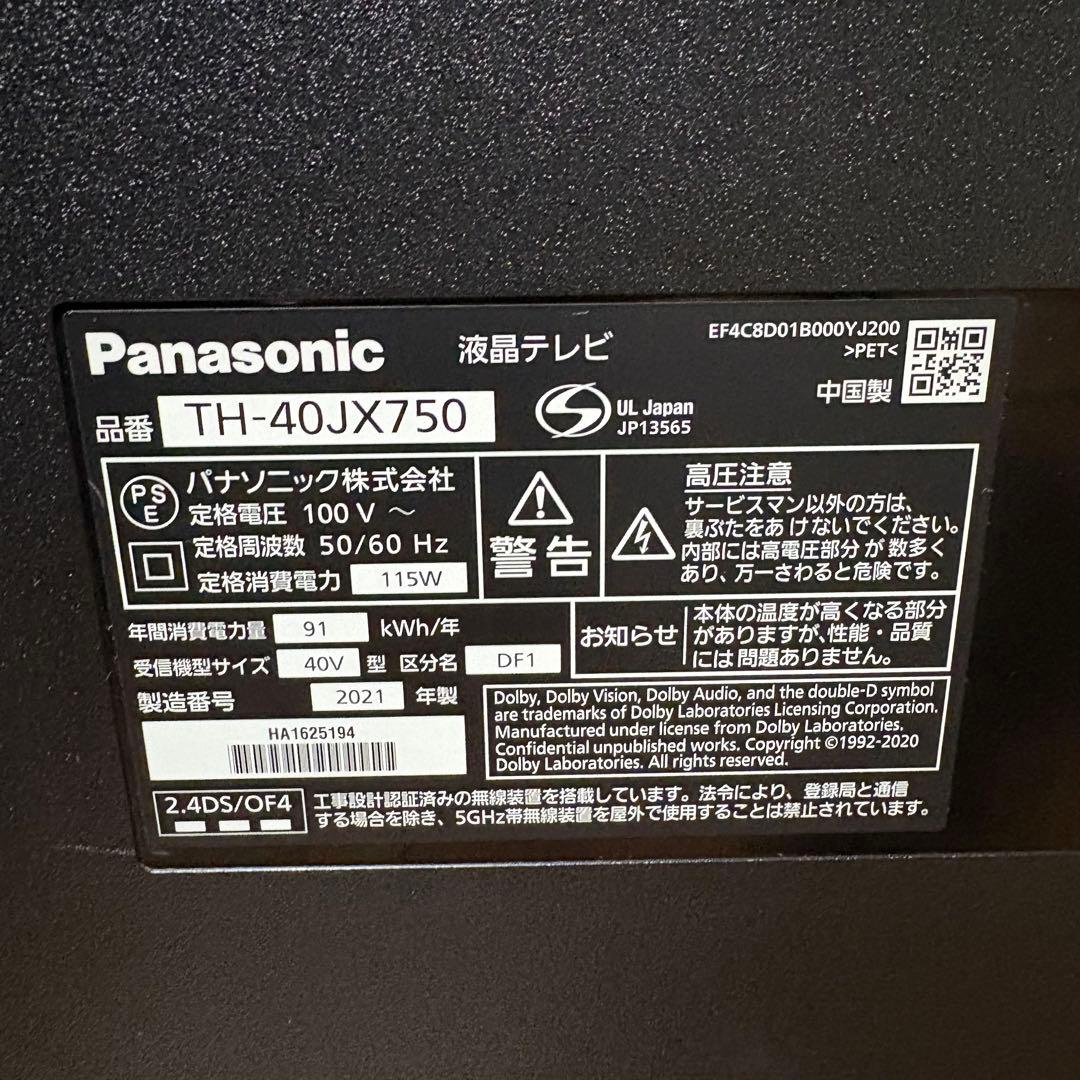 Panasonic 液晶テレビ
EF4C8D01B000YJ200
>PET<
中国製
品番 TH-40JX750
UL Japan
JP13565
PS
E
パナソニック株式会社
定格電圧 100 V ～
定格周波数 50/60 Hz
定格消費電力 115W
警告
高圧注意
サービスマン以外の方は、
裏ぶたをあけないでください。
内部には高電圧部分が数多く
あり、万一さわると危険です。
年間消費電力量 91 kWh/年
受信機型サイズ 40V 型 区分名 DF1
製造番号 2021 年製
HA1625194
お知らせ
本体の温度が高くなる部分
がありますが、性能・品質
には問題ありません。
Dolby, Dolby Vision, Dolby Audio, and the double-D symbol
are trademarks of Dolby Laboratories Licensing Corporation.
Manufactured under license from Dolby Laboratories.
Confidential unpublished works. Copyright ©1992-2020
Dolby Laboratories. All rights reserved.
2.4DS/OF4
工事設計認証済みの無線装置を搭載しています。法令により、登録局と通信
する場合を除き、5GHz帯無線装置を屋外で使用することは禁止されています。